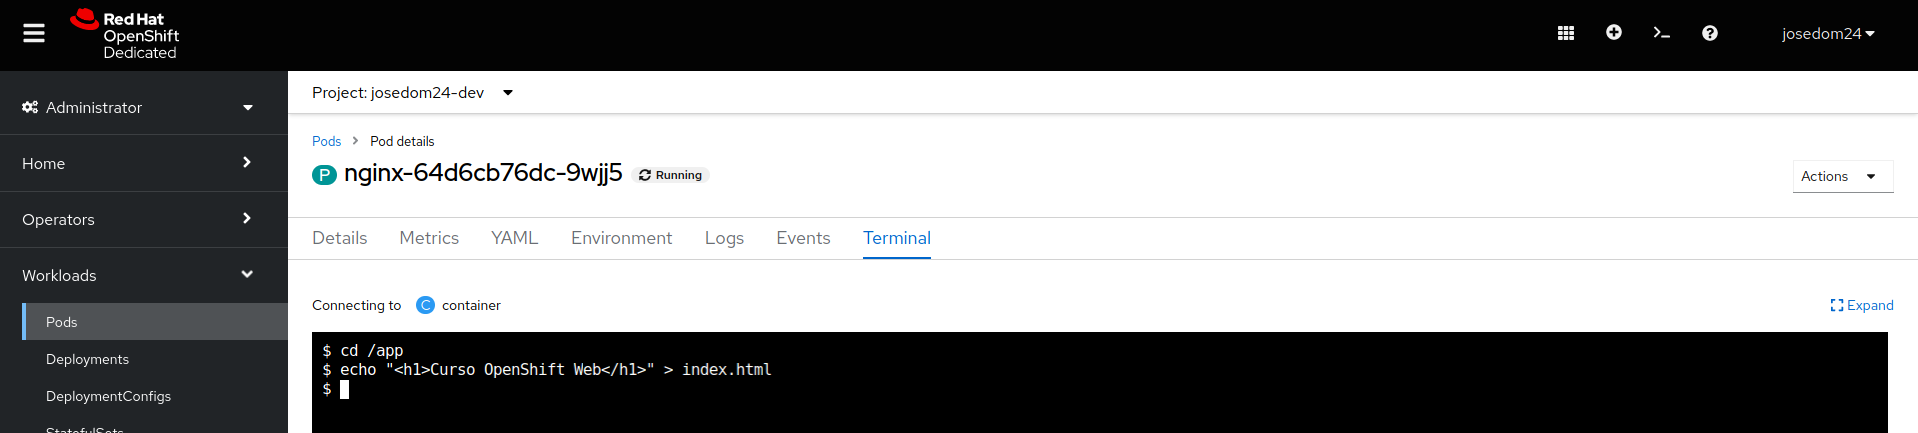 Red Hat
OpenShift
Dedicated
josedom24
Administrator
Home
Operators
Workloads
Pods
Deployments
DeploymentConfigs
StatefulSets
Project: josedom24-dev
Pods > Pod details
P nginx-64d6cb76dc-9wjj5 Running
Actions
Details Metrics YAML Environment Logs Events Terminal
Connecting to C container
Expand
$ cd /app
$ echo "<h1>Curso OpenShift Web</h1>" > index.html
$